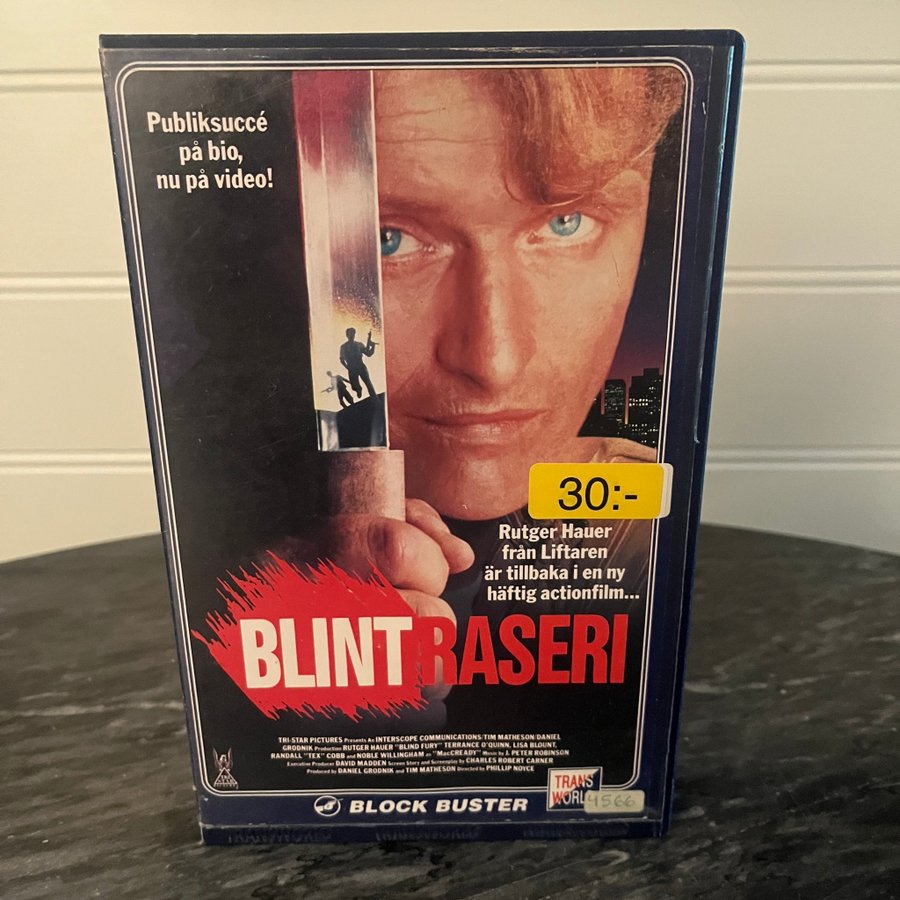 Publiksuccé
på bio,
nu på video!
30:-
Rutger Hauer
från Liftaren
är tillbaka i en ny
häftig actionfilm...
BLINT RASERI
TRI-STAR PICTURES Presents An INTERSCOPE COMMUNICATIONS/TIM MATHESON/DANIEL
GRODNIK Production RUTGER HAUER "BLIND FURY" TERRANCE O'QUINN, LISA BLOUNT,
RANDALL "TEX" COBB and NOBLE WILLINGHAM as "MacCREADY" Music by J. PETER ROBINSON
Executive Producer DAVID MADDEN Screen Story and Screenplay by CHARLES ROBERT CARNER
Produced by DANIEL GRODNIK and TIM MATHESON Directed by PHILLIP NOYCE
BLOCK BUSTER
TRANS
WORL
4566